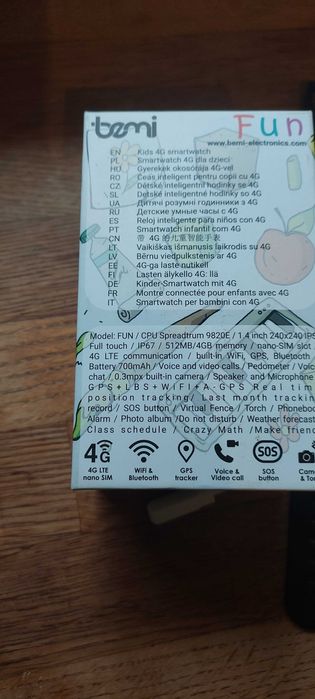 bemi
Fun
www.bemi-electronics.com
EN Kids 4G smartwatch
PL Smartwatch 4G dla dzieci
HU Gyerekek okosórája 4G-vel
RO Ceas inteligent pentru copii cu 4G
CZ Dětské inteligentní hodinky se 4G
SL Detské inteligentné hodinky so 4G
UA Дитячі розумні годинники з 4G
RU Детские умные часы с 4G
ES Reloj inteligente para niños con 4G
PT Smartwatch infantil com 4G
CN 带 4G 的儿童智能手表
LT Vaikiškas išmanusis laikrodis su 4G
LV Bērnu viedpulkstenis ar 4G
EE 4G-ga laste nutikell
FI Lasten älykello 4G: llä
DE Kinder-Smartwatch mit 4G
FR Montre connectée pour enfants avec 4G
IT Smartwatch per bambini con 4G
Model: FUN / CPU Spreadtrum 9820E / 1.4 inch 240x240IPS
Full touch / IP67 / 512MB/4GB memory / nano-SIM slot
4G LTE communication / built-in WiFi, GPS, Bluetooth
Battery 700mAh / Voice and video calls / Pedometer / Voic
chat / 0.3mpx built-in camera / Speaker and Microphone
GPS+LBS+WIFI+A-GPS Real tim
position tracking/ Last month tracking
record / SOS button / Virtual Fence / Torch / Phoneboo
Alarm / Photo album /Do not disturb / Weather forecas
Class schedule / Crazy Math /Make friend
4G
SOS
4G LTE nano SIM
WiFi & Bluetooth
GPS tracker
Voice & Video call
SOS button
Cam & To